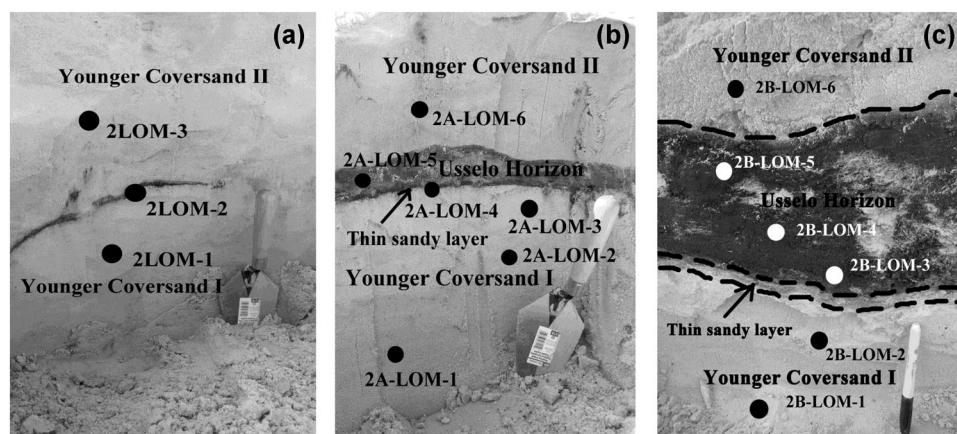 (a)
Younger Coversand II
2LOM-3
2LOM-2
2LOM-1
Younger Coversand I
(b)
Younger Coversand II
2A-LOM-6
2A-LOM-5
Usselo Horizon
2A-LOM-4
2A-LOM-3
Thin sandy layer
2A-LOM-2
Younger Coversand I
2A-LOM-1
(c)
Younger Coversand II
2B-LOM-6
2B-LOM-5
Usselo Horizon
2B-LOM-4
2B-LOM-3
Thin sandy layer
2B-LOM-2
Younger Coversand I
2B-LOM-1